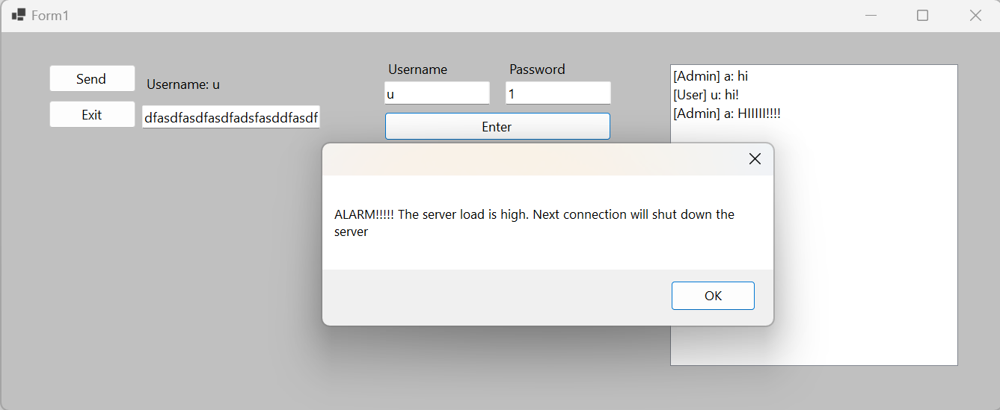 Form1
Send
Username: u
Exit
dfasdfasdfasdfadsfasddfasdf
Username
Password
u
1
Enter
[Admin] a: hi
[User] u: hi!
[Admin] a: HIIIII!!!!
ALARM!!!!! The server load is high. Next connection will shut down the
server
OK